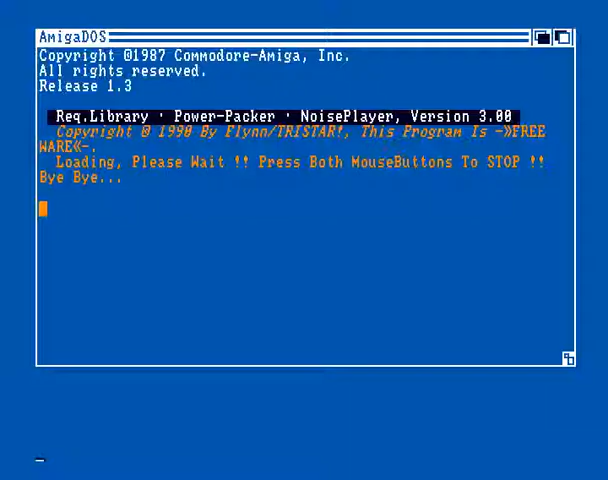 AmigaDOS
Copyright ©1987 Commodore-Amiga, Inc.
All rights reserved.
Release 1.3
Req.Library · Power-Packer · NoisePlayer, Version 3.00
Copyright © 1990 By Flynn/TRISTAR!, This Program Is -»FREE
WARE«-.
Loading, Please Wait !! Press Both MouseButtons To STOP !!
Bye Bye...